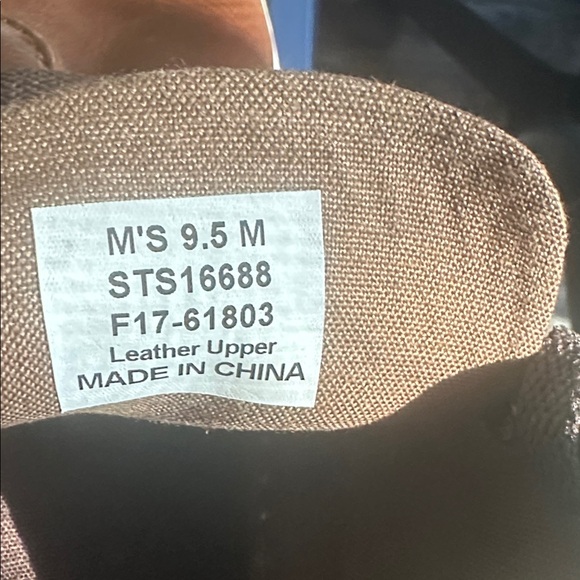 M'S 9.5 M
STS16688
F17-61803
Leather Upper
MADE IN CHINA